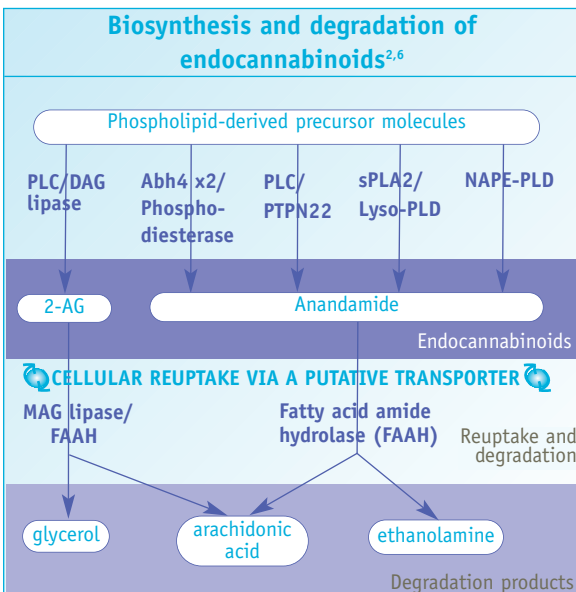 Biosynthesis and degradation of
endocannabinoids2,6
Phospholipid-derived precursor molecules
PLC/DAG
lipase
Abh4 x2/
Phospho-
diesterase
PLC/
PTPN22
sPLA2/
Lyso-PLD
NAPE-PLD
2-AG
Anandamide
Endocannabinoids
CELLULAR REUPTAKE VIA A PUTATIVE TRANSPORTER
MAG lipase/
FAAH
Fatty acid amide
hydrolase (FAAH)
Reuptake and
degradation
glycerol
arachidonic
acid
ethanolamine
Degradation products